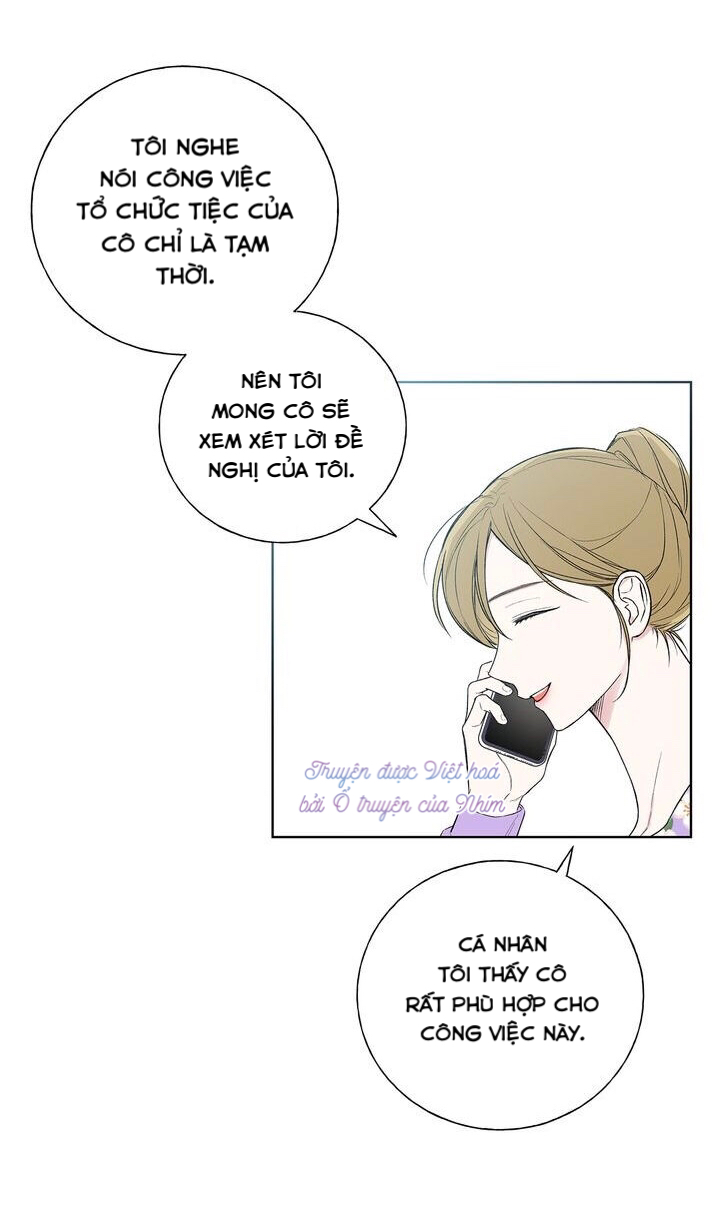 TÔI NGHE
NÓI CÔNG VIỆC
TỔ CHỨC TIỆC CỦA
CÔ CHỈ LÀ TẠM
THỜI.
NÊN TÔI
MONG CÔ SẼ
XEM XÉT LỜI ĐỀ
NGHỊ CỦA TÔI.
Truyện được Việt hoá
bởi Ổ truyện của Nhím
CÁ NHÂN
TÔI THẤY CÔ
RẤT PHÙ HỢP CHO
CÔNG VIỆC NÀY.